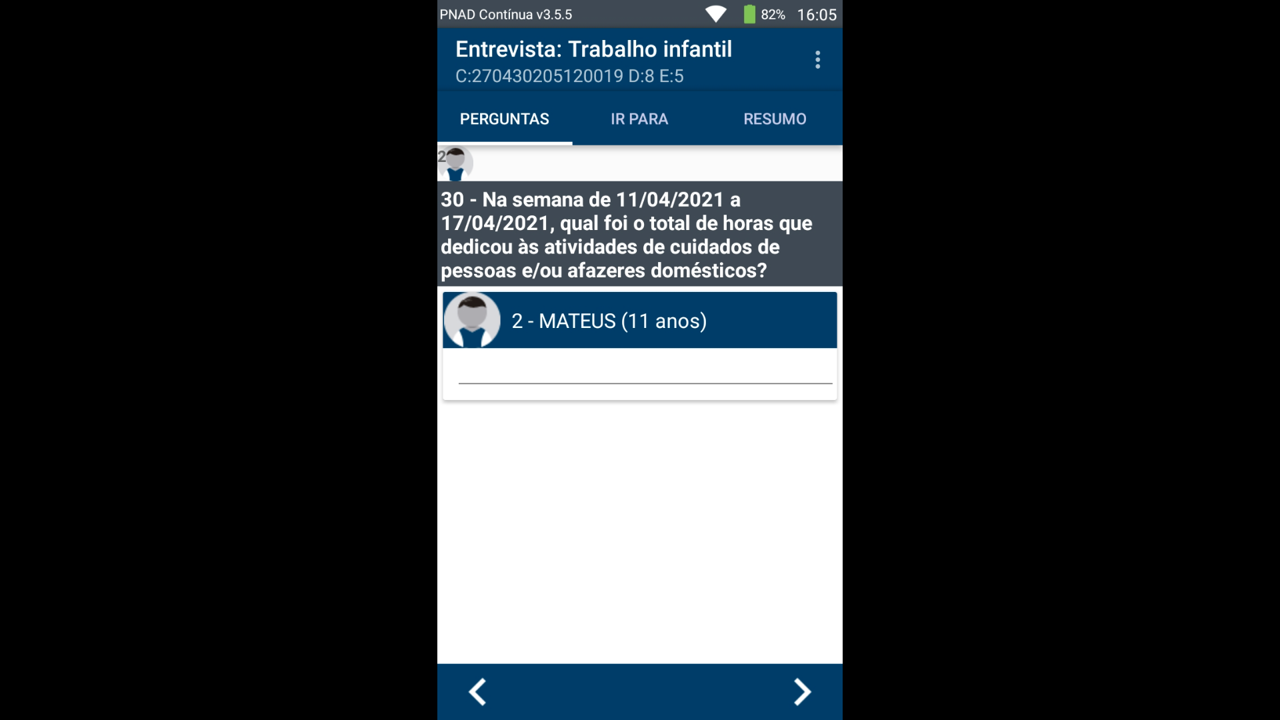 PNAD Contínua v3.5.5 82% 16:05
Entrevista: Trabalho infantil
C:270430205120019 D:8 E:5
PERGUNTAS IR PARA RESUMO
2
30 - Na semana de 11/04/2021 a
17/04/2021, qual foi o total de horas que
dedicou às atividades de cuidados de
pessoas e/ou afazeres domésticos?
2 - MATEUS (11 anos)